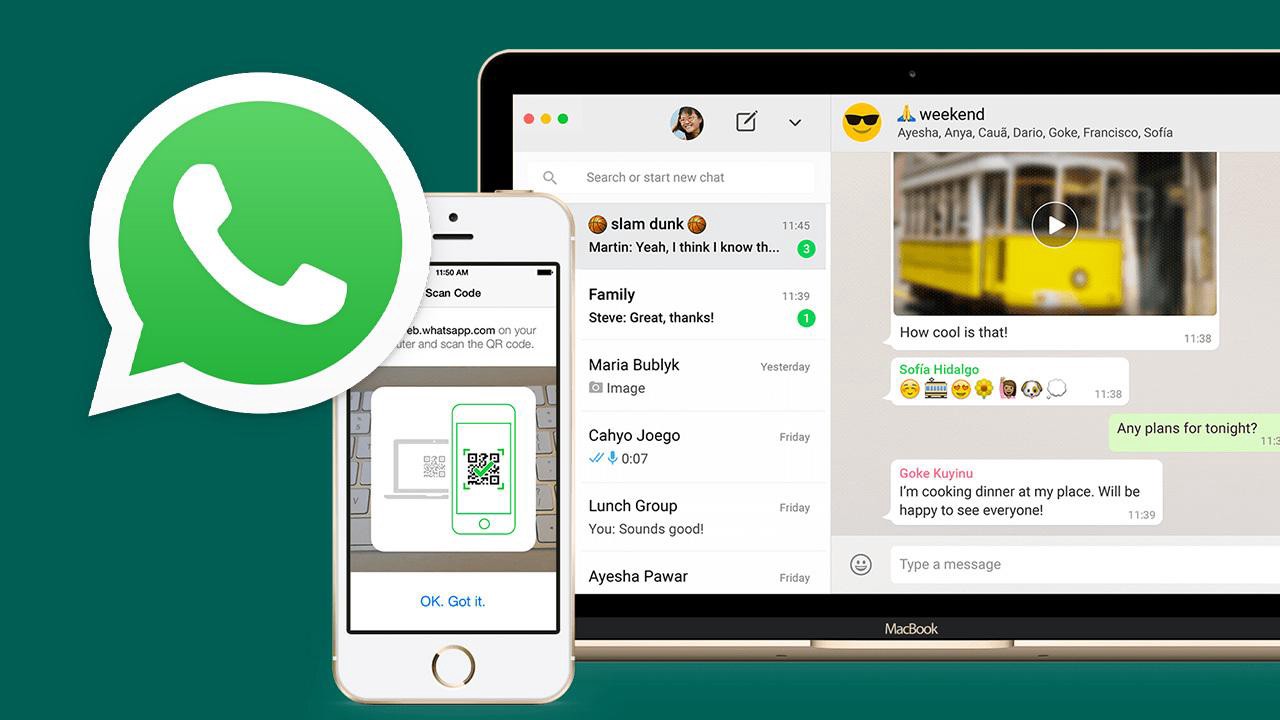 11:50 AM
Scan Code
eb.whatsapp.com on your
uter and scan the QR code.
OK. Got it.
Search or start new chat
🏀 slam dunk 🏀 11:45
Martin: Yeah, I think I know th... 3
Family 11:39
Steve: Great, thanks! 1
Maria Bublyk Yesterday
Image
Cahyo Joego Friday
0:07
Lunch Group Friday
You: Sounds good!
Ayesha Pawar Friday
🙏 weekend
Ayesha, Anya, Cauã, Dario, Goke, Francisco, Sofía
How cool is that! 11:38
Sofía Hidalgo
11:38
Any plans for tonight?
11:3
Goke Kuyinu
I'm cooking dinner at my place. Will be
happy to see everyone! 11:39
Type a message
MacBook